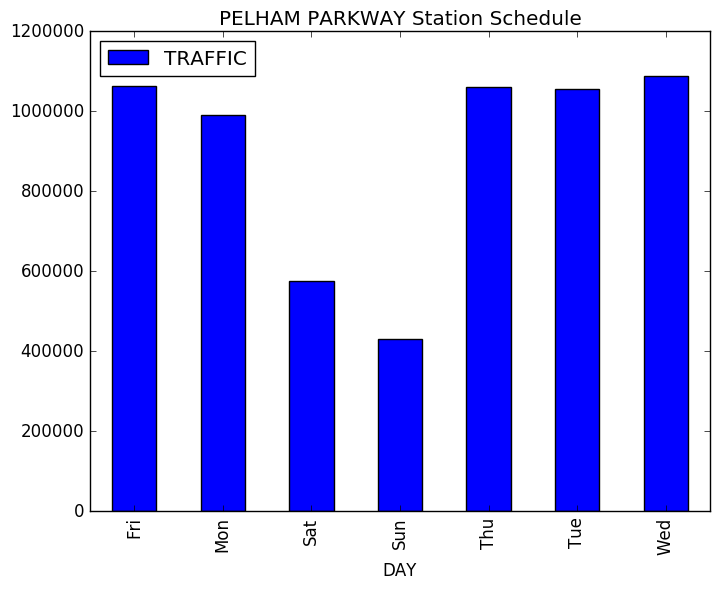 PELHAM PARKWAY Station Schedule
TRAFFIC
1200000
1000000
800000
600000
400000
200000
0
Fri
Mon
Sat
Sun
Thu
Tue
Wed
DAY